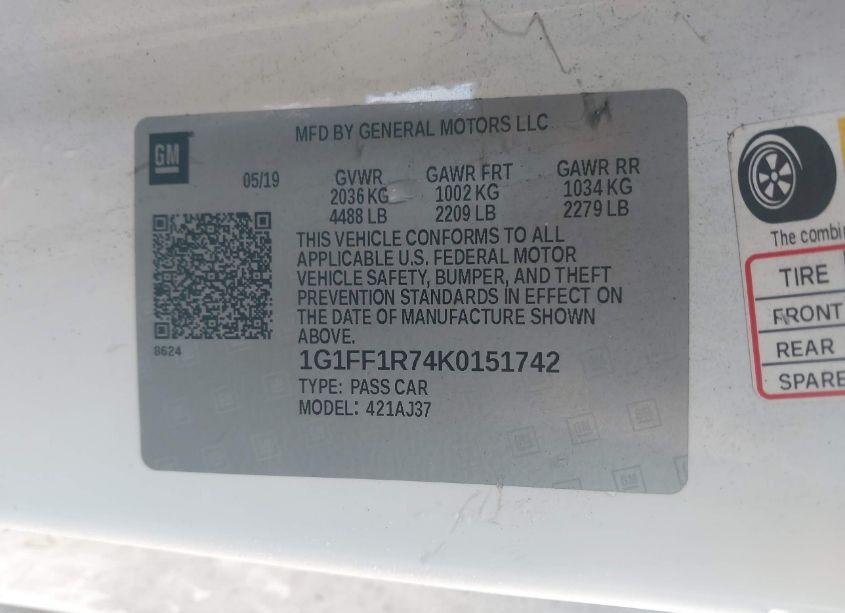 MFD BY GENERAL MOTORS LLC
GM
05/19
GVWR GAWR FRT GAWR RR
2036 KG 1002 KG 1034 KG
4488 LB 2209 LB 2279 LB
THIS VEHICLE CONFORMS TO ALL
APPLICABLE U.S. FEDERAL MOTOR
VEHICLE SAFETY, BUMPER, AND THEFT
PREVENTION STANDARDS IN EFFECT ON
THE DATE OF MANUFACTURE SHOWN
ABOVE.
8624
1G1FF1R74K0151742
TYPE: PASS CAR
MODEL: 421AJ37
The combin
TIRE
FRONT
REAR
SPARE